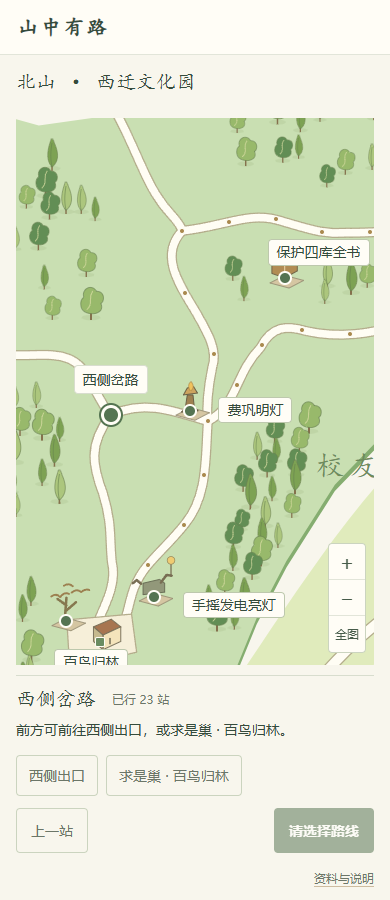 山中有路
北山 • 西迁文化园
保护四库全书
西侧岔路
费巩明灯
校友
+
−
手摇发电亮灯
全图
百鸟归林
西侧岔路 已行 23 站
前方可前往西侧出口，或求是巢 · 百鸟归林。
西侧出口 求是巢 · 百鸟归林
上一站 请选择路线
资料与说明